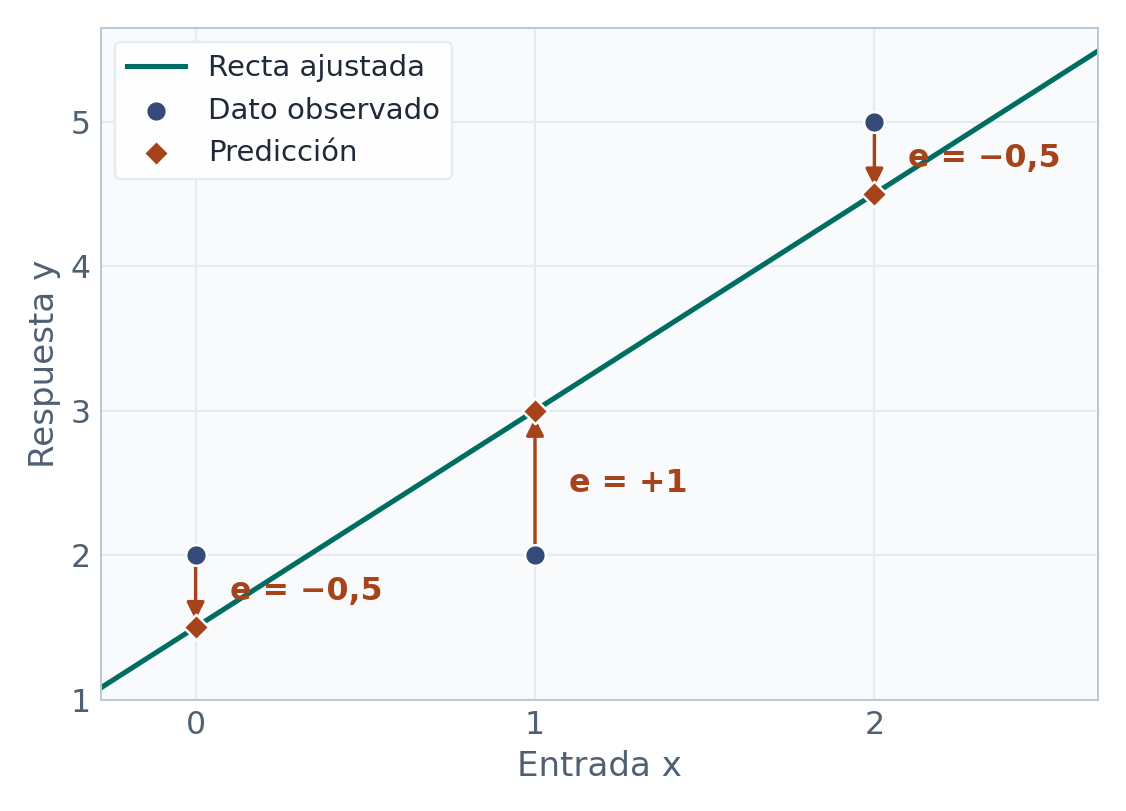 Recta ajustada
Dato observado
Predicción
5
e = −0,5
4
Respuesta y
3
e = +1
2
e = −0,5
1
0 1 2
Entrada x